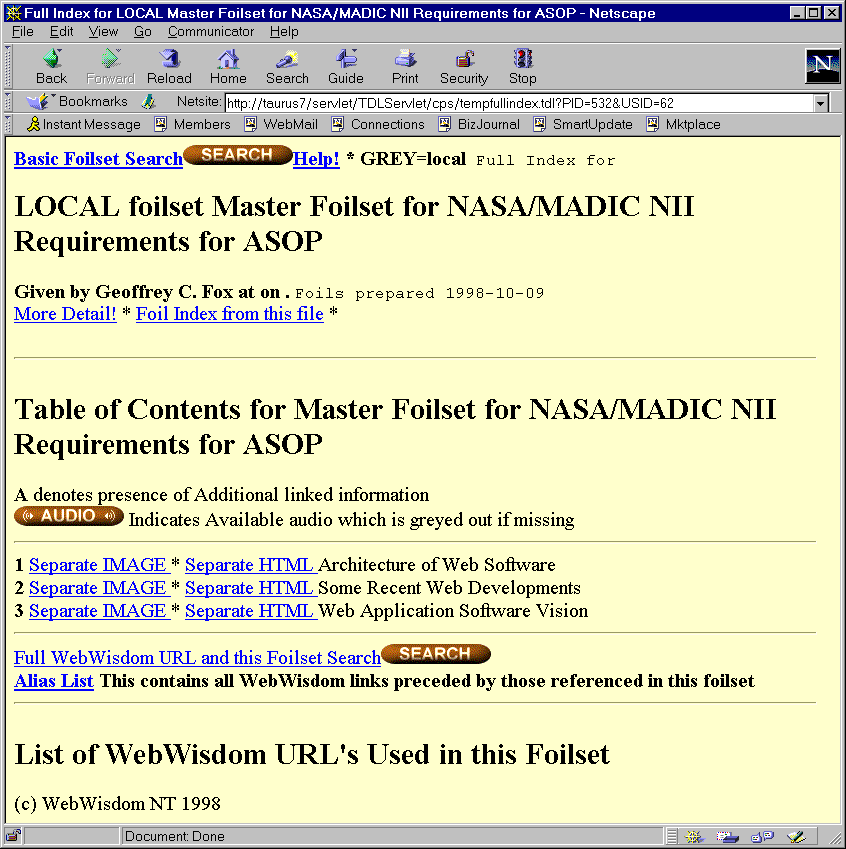 Full Index for LOCAL Master Foilset for NASA/MADIC NII Requirements for ASOP - Netscape
File Edit View Go Communicator Help
Back Forward Reload Home Search Guide Print Security Stop
N
Bookmarks Netsite: http://taurus7/servlet/TDLServlet/cps/tempfullindex.tdl?PID=532&USID=62
Instant Message Members WebMail Connections BizJournal SmartUpdate Mktplace
Basic Foilset Search SEARCH Help! * GREY=local Full Index for
LOCAL foilset Master Foilset for NASA/MADIC NII
Requirements for ASOP
Given by Geoffrey C. Fox at on . Foils prepared 1998-10-09
More Detail! * Foil Index from this file *
Table of Contents for Master Foilset for NASA/MADIC NII
Requirements for ASOP
A denotes presence of Additional linked information
AUDIO Indicates Available audio which is greyed out if missing
1 Separate IMAGE * Separate HTML Architecture of Web Software
2 Separate IMAGE * Separate HTML Some Recent Web Developments
3 Separate IMAGE * Separate HTML Web Application Software Vision
Full WebWisdom URL and this Foilset Search SEARCH
Alias List This contains all WebWisdom links preceded by those referenced in this foilset
List of WebWisdom URL's Used in this Foilset
(c) WebWisdom NT 1998
Document: Done